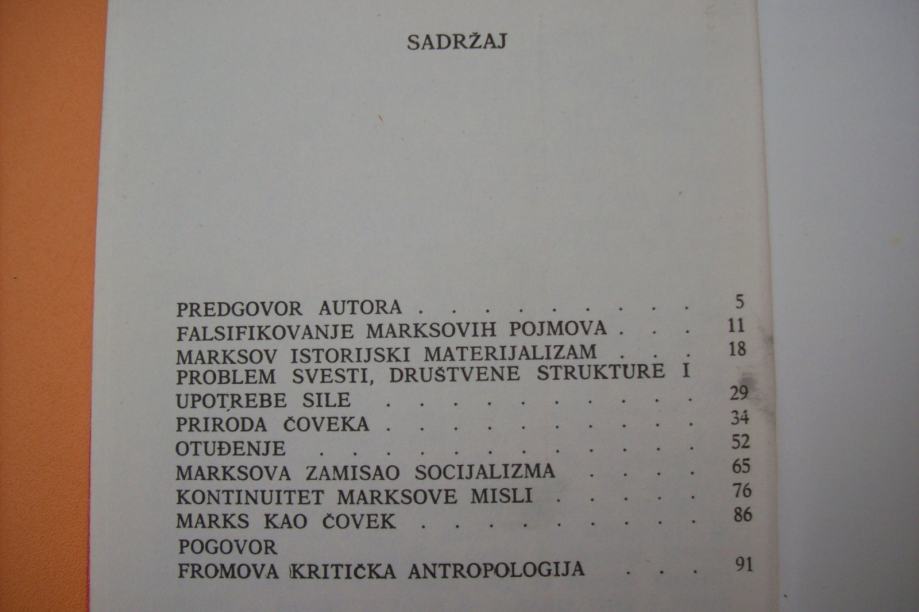 SADRŽAJ
PREDGOVOR AUTORA . . . . . . . . . 5
FALSIFIKOVANJE MARKSOVIH POJMOVA . . . 11
MARKSOV ISTORIJSKI MATERIJALIZAM . . . 18
PROBLEM SVESTI, DRUŠTVENE STRUKTURE I
UPOTREBE SILE . . . . . . . . . . 29
PRIRODA ČOVEKA . . . . . . . . . . 34
OTUĐENJE . . . . . . . . . . . . 52
MARKSOVA ZAMISAO SOCIJALIZMA . . . . 65
KONTINUITET MARKSOVE MISLI . . . . . 76
MARKS KAO ČOVEK . . . . . . . . . 86
POGOVOR
FROMOVA KRITIČKA ANTROPOLOGIJA . . . 91